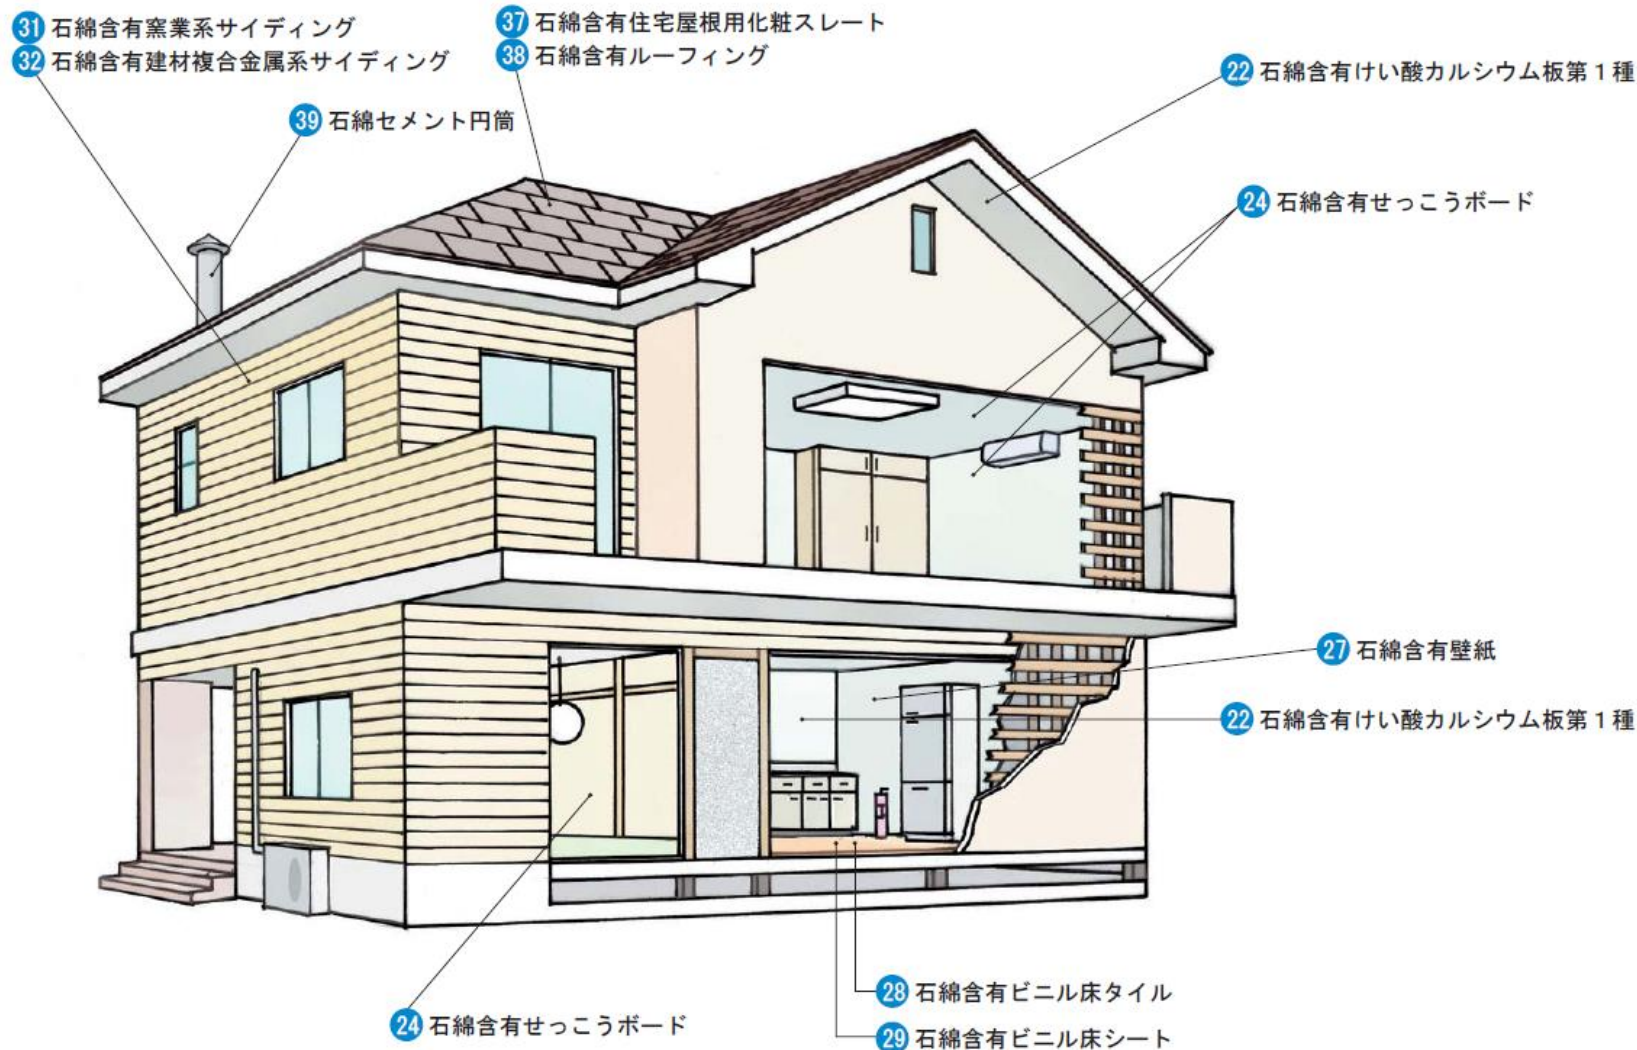 31 石綿含有窯業系サイディング
32 石綿含有建材複合金属系サイディング
37 石綿含有住宅屋根用化粧スレート
38 石綿含有ルーフィング
39 石綿セメント円筒
22 石綿含有けい酸カルシウム板第1種
24 石綿含有せっこうボード
27 石綿含有壁紙
22 石綿含有けい酸カルシウム板第1種
28 石綿含有ビニル床タイル
29 石綿含有ビニル床シート
24 石綿含有せっこうボード